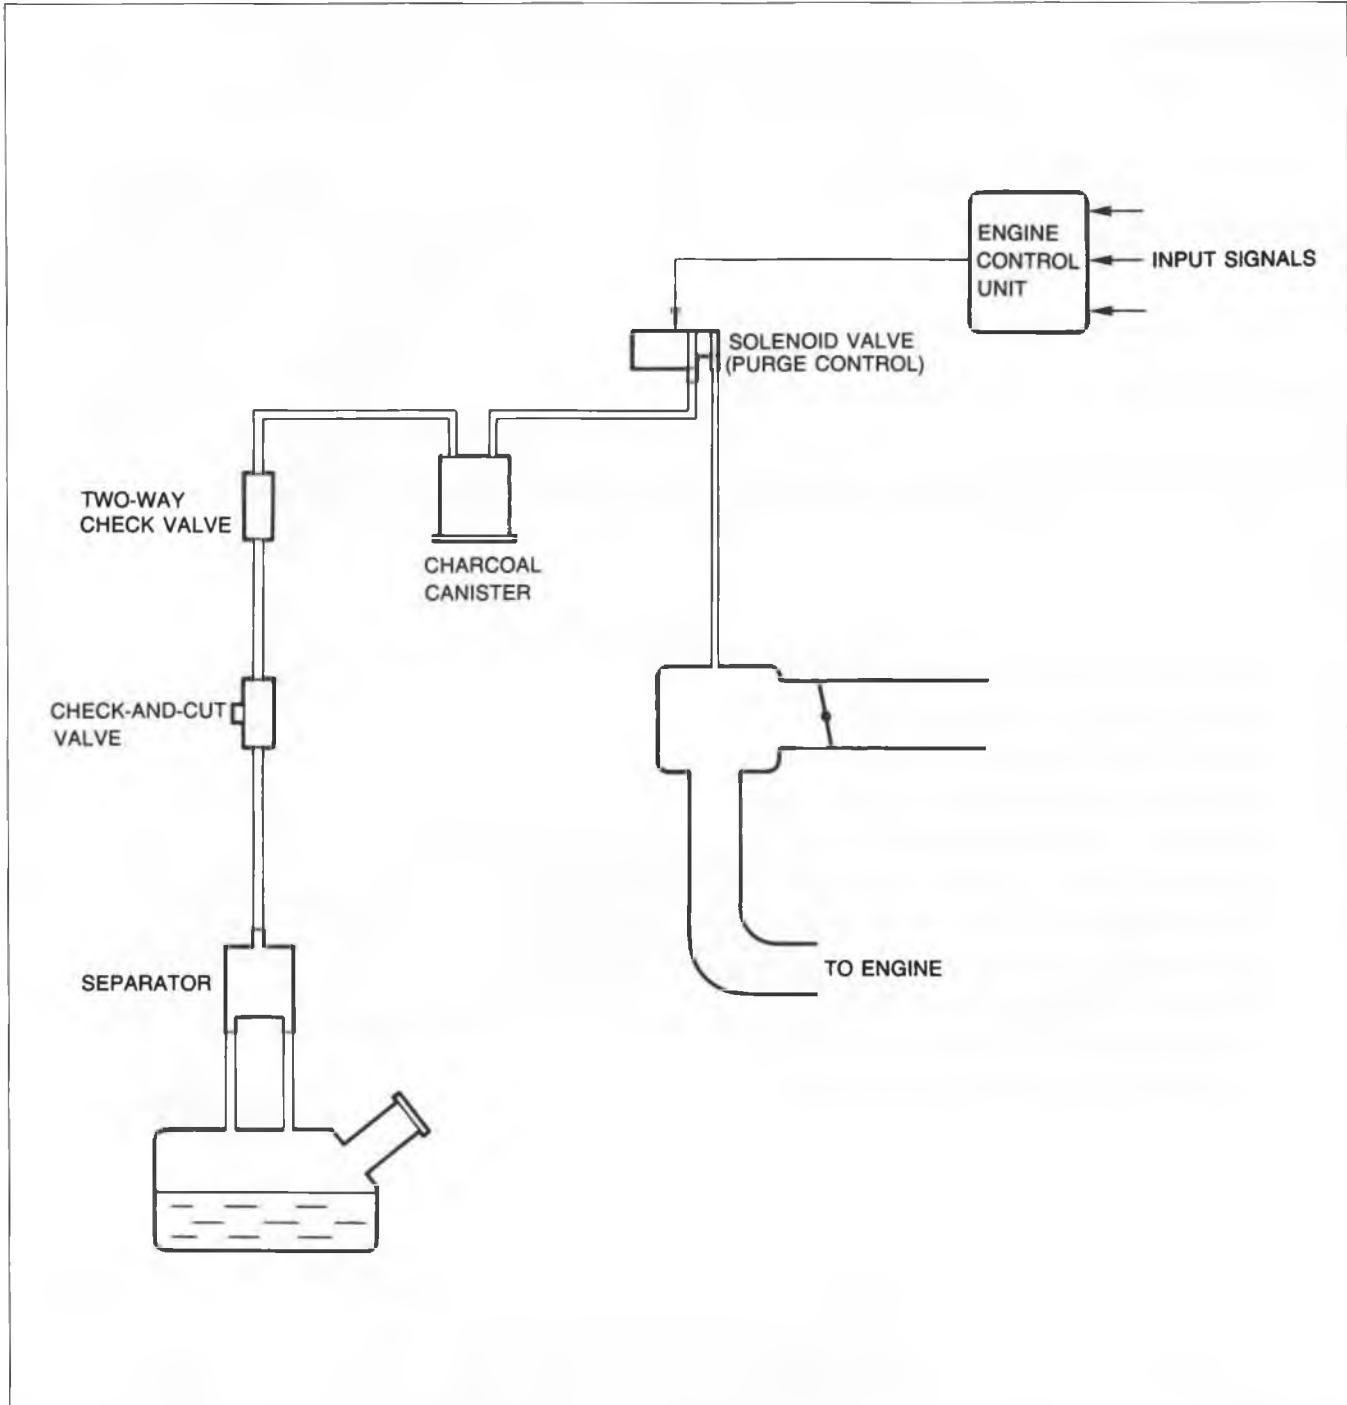 ENGINE
CONTROL
UNIT
INPUT SIGNALS
SOLENOID VALVE
(PURGE CONTROL)
TWO-WAY
CHECK VALVE
CHARCOAL
CANISTER
CHECK-AND-CUT
VALVE
SEPARATOR
TO ENGINE